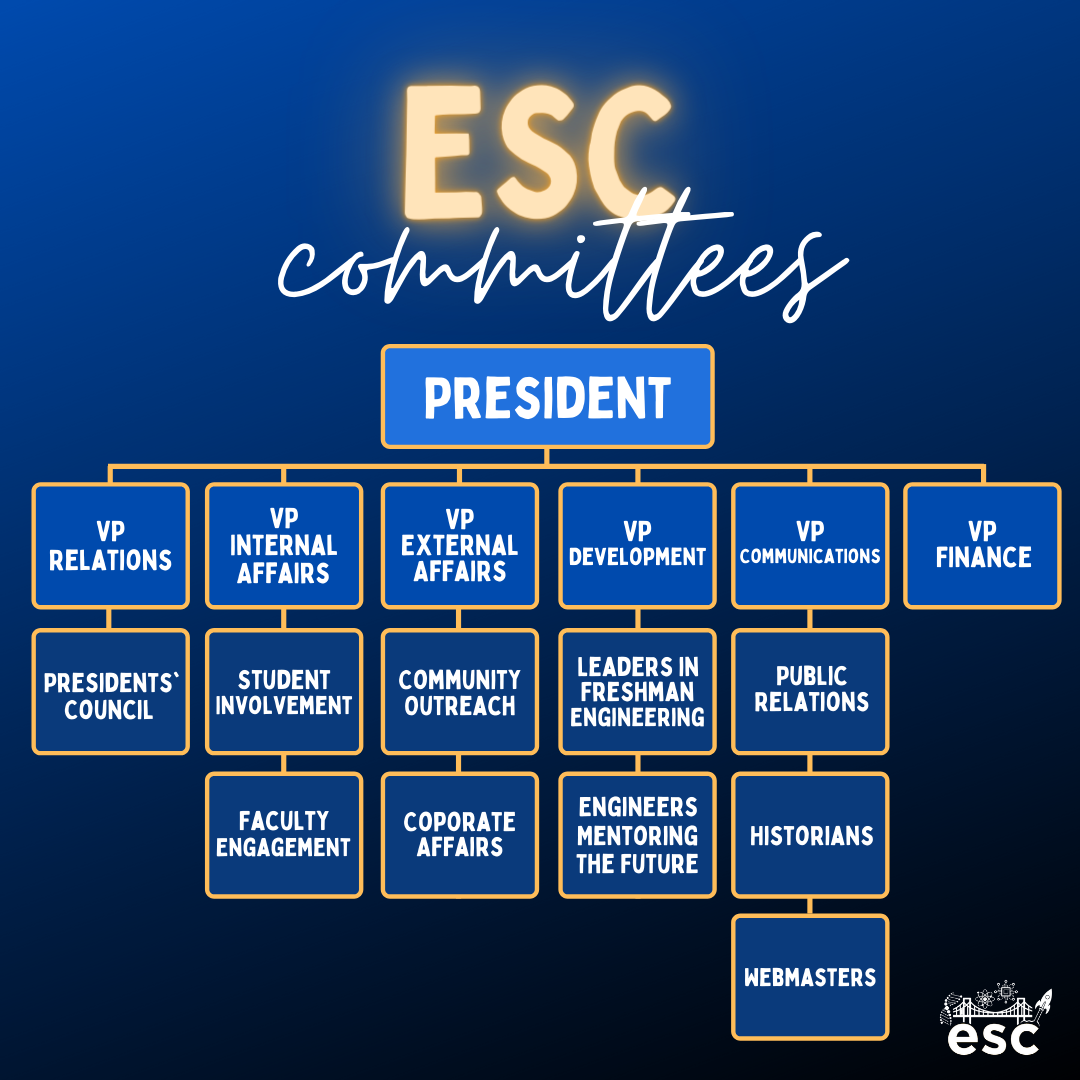 ESC
committees
PRESIDENT
VP
RELATIONS
VP
INTERNAL
AFFAIRS
VP
EXTERNAL
AFFAIRS
VP
DEVELOPMENT
VP
COMMUNICATIONS
VP
FINANCE
PRESIDENTS'
COUNCIL
STUDENT
INVOLVEMENT
COMMUNITY
OUTREACH
LEADERS IN
FRESHMAN
ENGINEERING
PUBLIC
RELATIONS
FACULTY
ENGAGEMENT
COPORATE
AFFAIRS
ENGINEERS
MENTORING
THE FUTURE
HISTORIANS
WEBMASTERS
esc